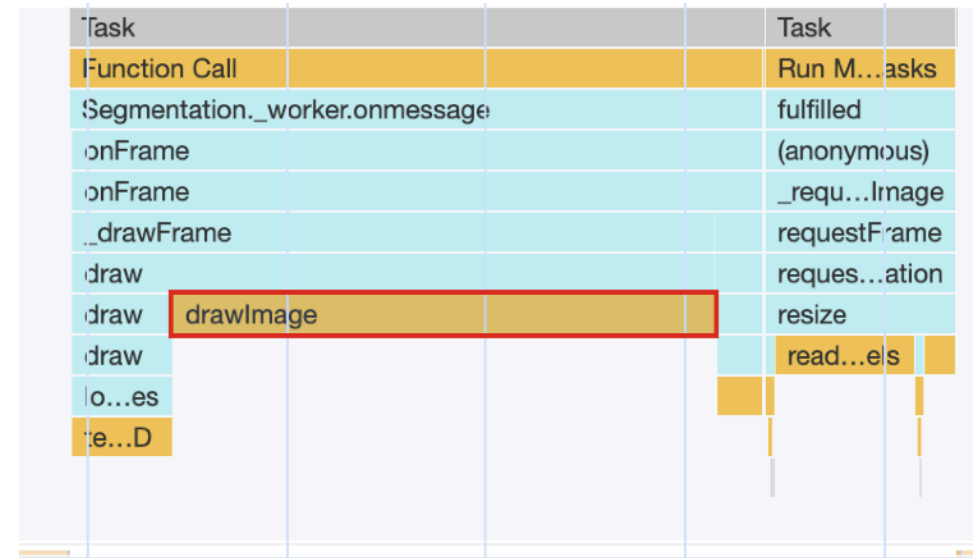 Task Task
Function Call Run M...asks
Segmentation._worker.onmessage fulfilled
onFrame (anonymous)
onFrame _requ...Image
_drawFrame requestFrame
draw reques...ation
draw drawImage resize
draw read...els
lo...es
te...D